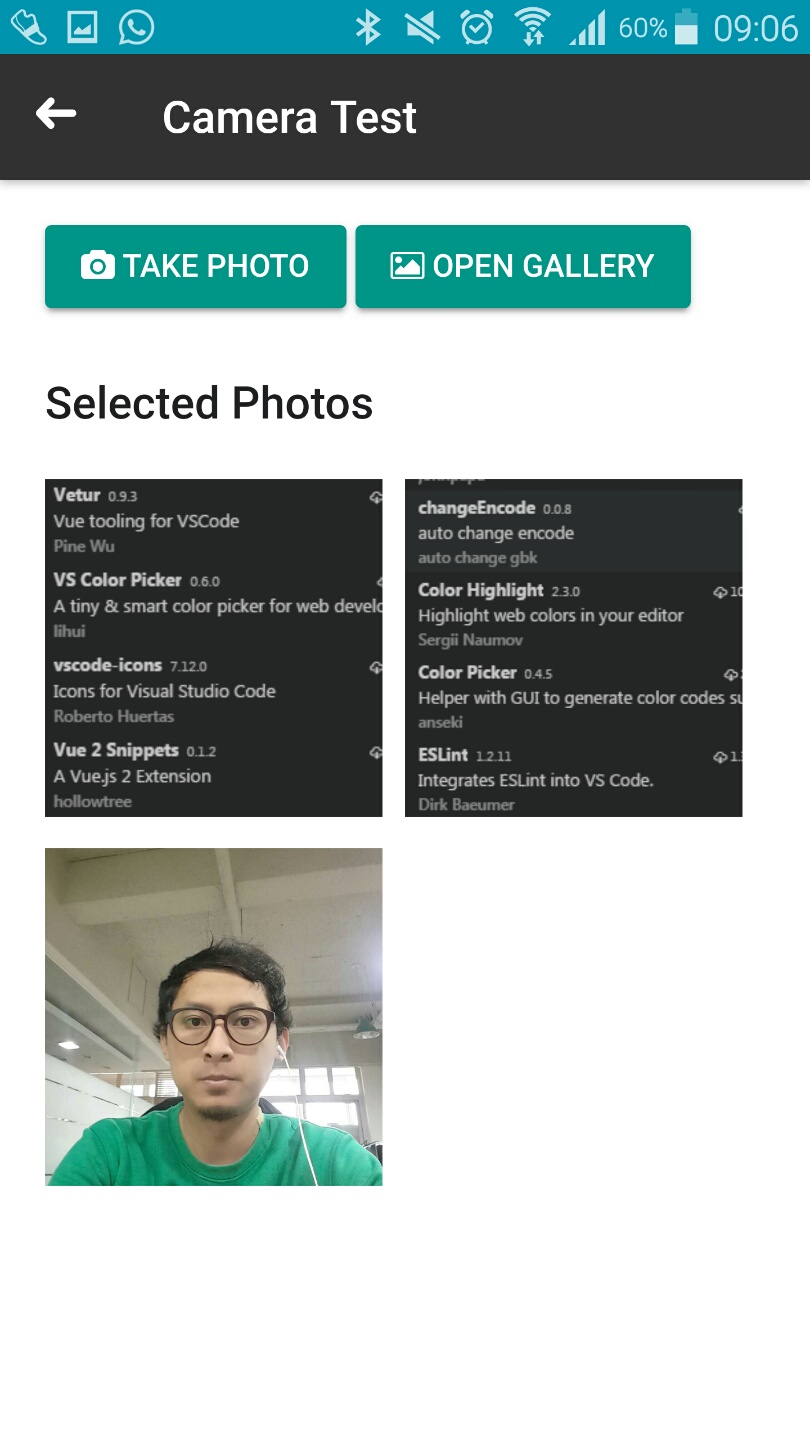 60% 09:06
Camera Test
TAKE PHOTO OPEN GALLERY
Selected Photos
Vetur 0.9.3
Vue tooling for VSCode
Pine Wu
VS Color Picker 0.6.0
A tiny & smart color picker for web develo
lihui
vscode-icons 7.12.0
Icons for Visual Studio Code
Roberto Huertas
Vue 2 Snippets 0.1.2
A Vue.js 2 Extension
hollowtree
changeEncode 0.0.8
auto change encode
auto change gbk
Color Highlight 2.3.0 10
Highlight web colors in your editor
Sergii Naumov
Color Picker 0.4.5
Helper with GUI to generate color codes su
anseki
ESLint 1.2.11 1.
Integrates ESLint into VS Code.
Dirk Baeumer